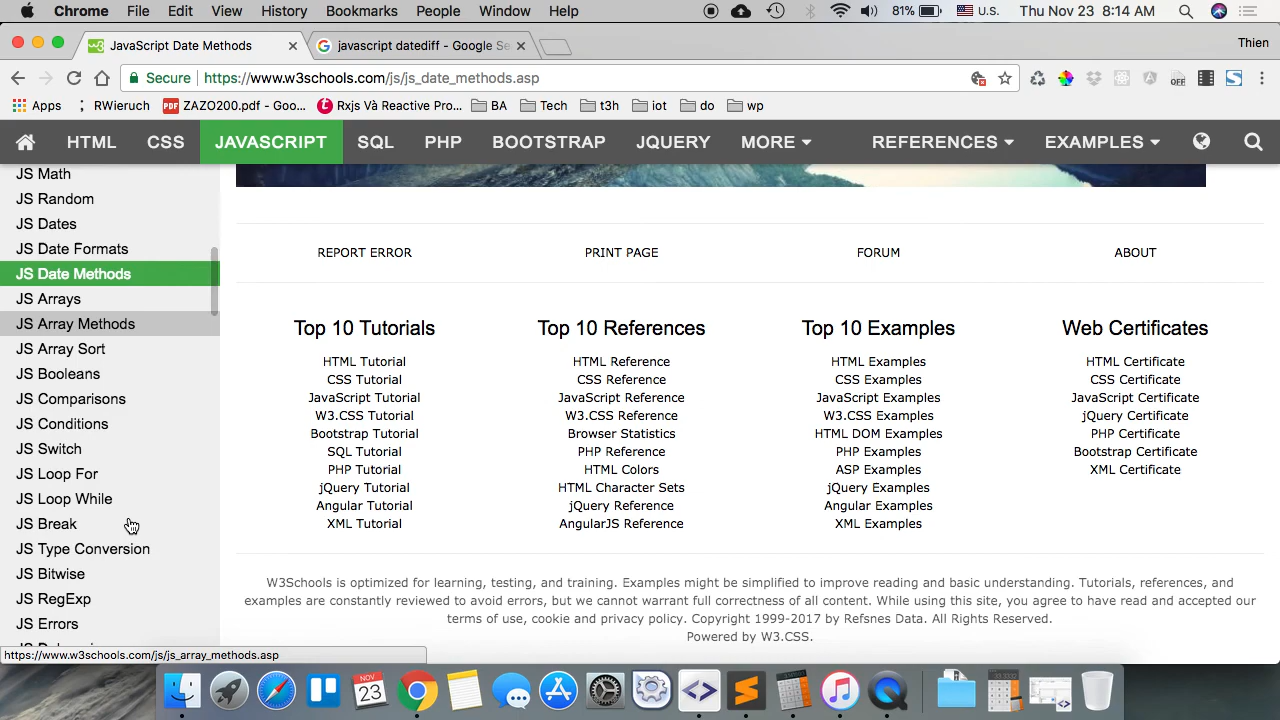 Chrome File Edit View History Bookmarks People Window Help 81% U.S. Thu Nov 23 8:14 AM
JavaScript Date Methods javascript datediff - Google Se Thien
Secure https://www.w3schools.com/js/js_date_methods.asp
Apps RWieruch ZAZO200.pdf - Goo... Rxjs Và Reactive Pro... BA Tech t3h iot do wp
HTML CSS JAVASCRIPT SQL PHP BOOTSTRAP JQUERY MORE REFERENCES EXAMPLES
JS Math
JS Random
JS Dates
JS Date Formats
JS Date Methods
JS Arrays
JS Array Methods
JS Array Sort
JS Booleans
JS Comparisons
JS Conditions
JS Switch
JS Loop For
JS Loop While
JS Break
JS Type Conversion
JS Bitwise
JS RegExp
JS Errors
https://www.w3schools.com/js/js_array_methods.asp
REPORT ERROR PRINT PAGE FORUM ABOUT
Top 10 Tutorials
HTML Tutorial
CSS Tutorial
JavaScript Tutorial
W3.CSS Tutorial
Bootstrap Tutorial
SQL Tutorial
PHP Tutorial
jQuery Tutorial
Angular Tutorial
XML Tutorial
Top 10 References
HTML Reference
CSS Reference
JavaScript Reference
W3.CSS Reference
Browser Statistics
PHP Reference
HTML Colors
HTML Character Sets
jQuery Reference
AngularJS Reference
Top 10 Examples
HTML Examples
CSS Examples
JavaScript Examples
W3.CSS Examples
HTML DOM Examples
PHP Examples
ASP Examples
jQuery Examples
Angular Examples
XML Examples
Web Certificates
HTML Certificate
CSS Certificate
JavaScript Certificate
jQuery Certificate
PHP Certificate
Bootstrap Certificate
XML Certificate
W3Schools is optimized for learning, testing, and training. Examples might be simplified to improve reading and basic understanding. Tutorials, references, and
examples are constantly reviewed to avoid errors, but we cannot warrant full correctness of all content. While using this site, you agree to have read and accepted our
terms of use, cookie and privacy policy. Copyright 1999-2017 by Refsnes Data. All Rights Reserved.
Powered by W3.CSS.
NOV
23